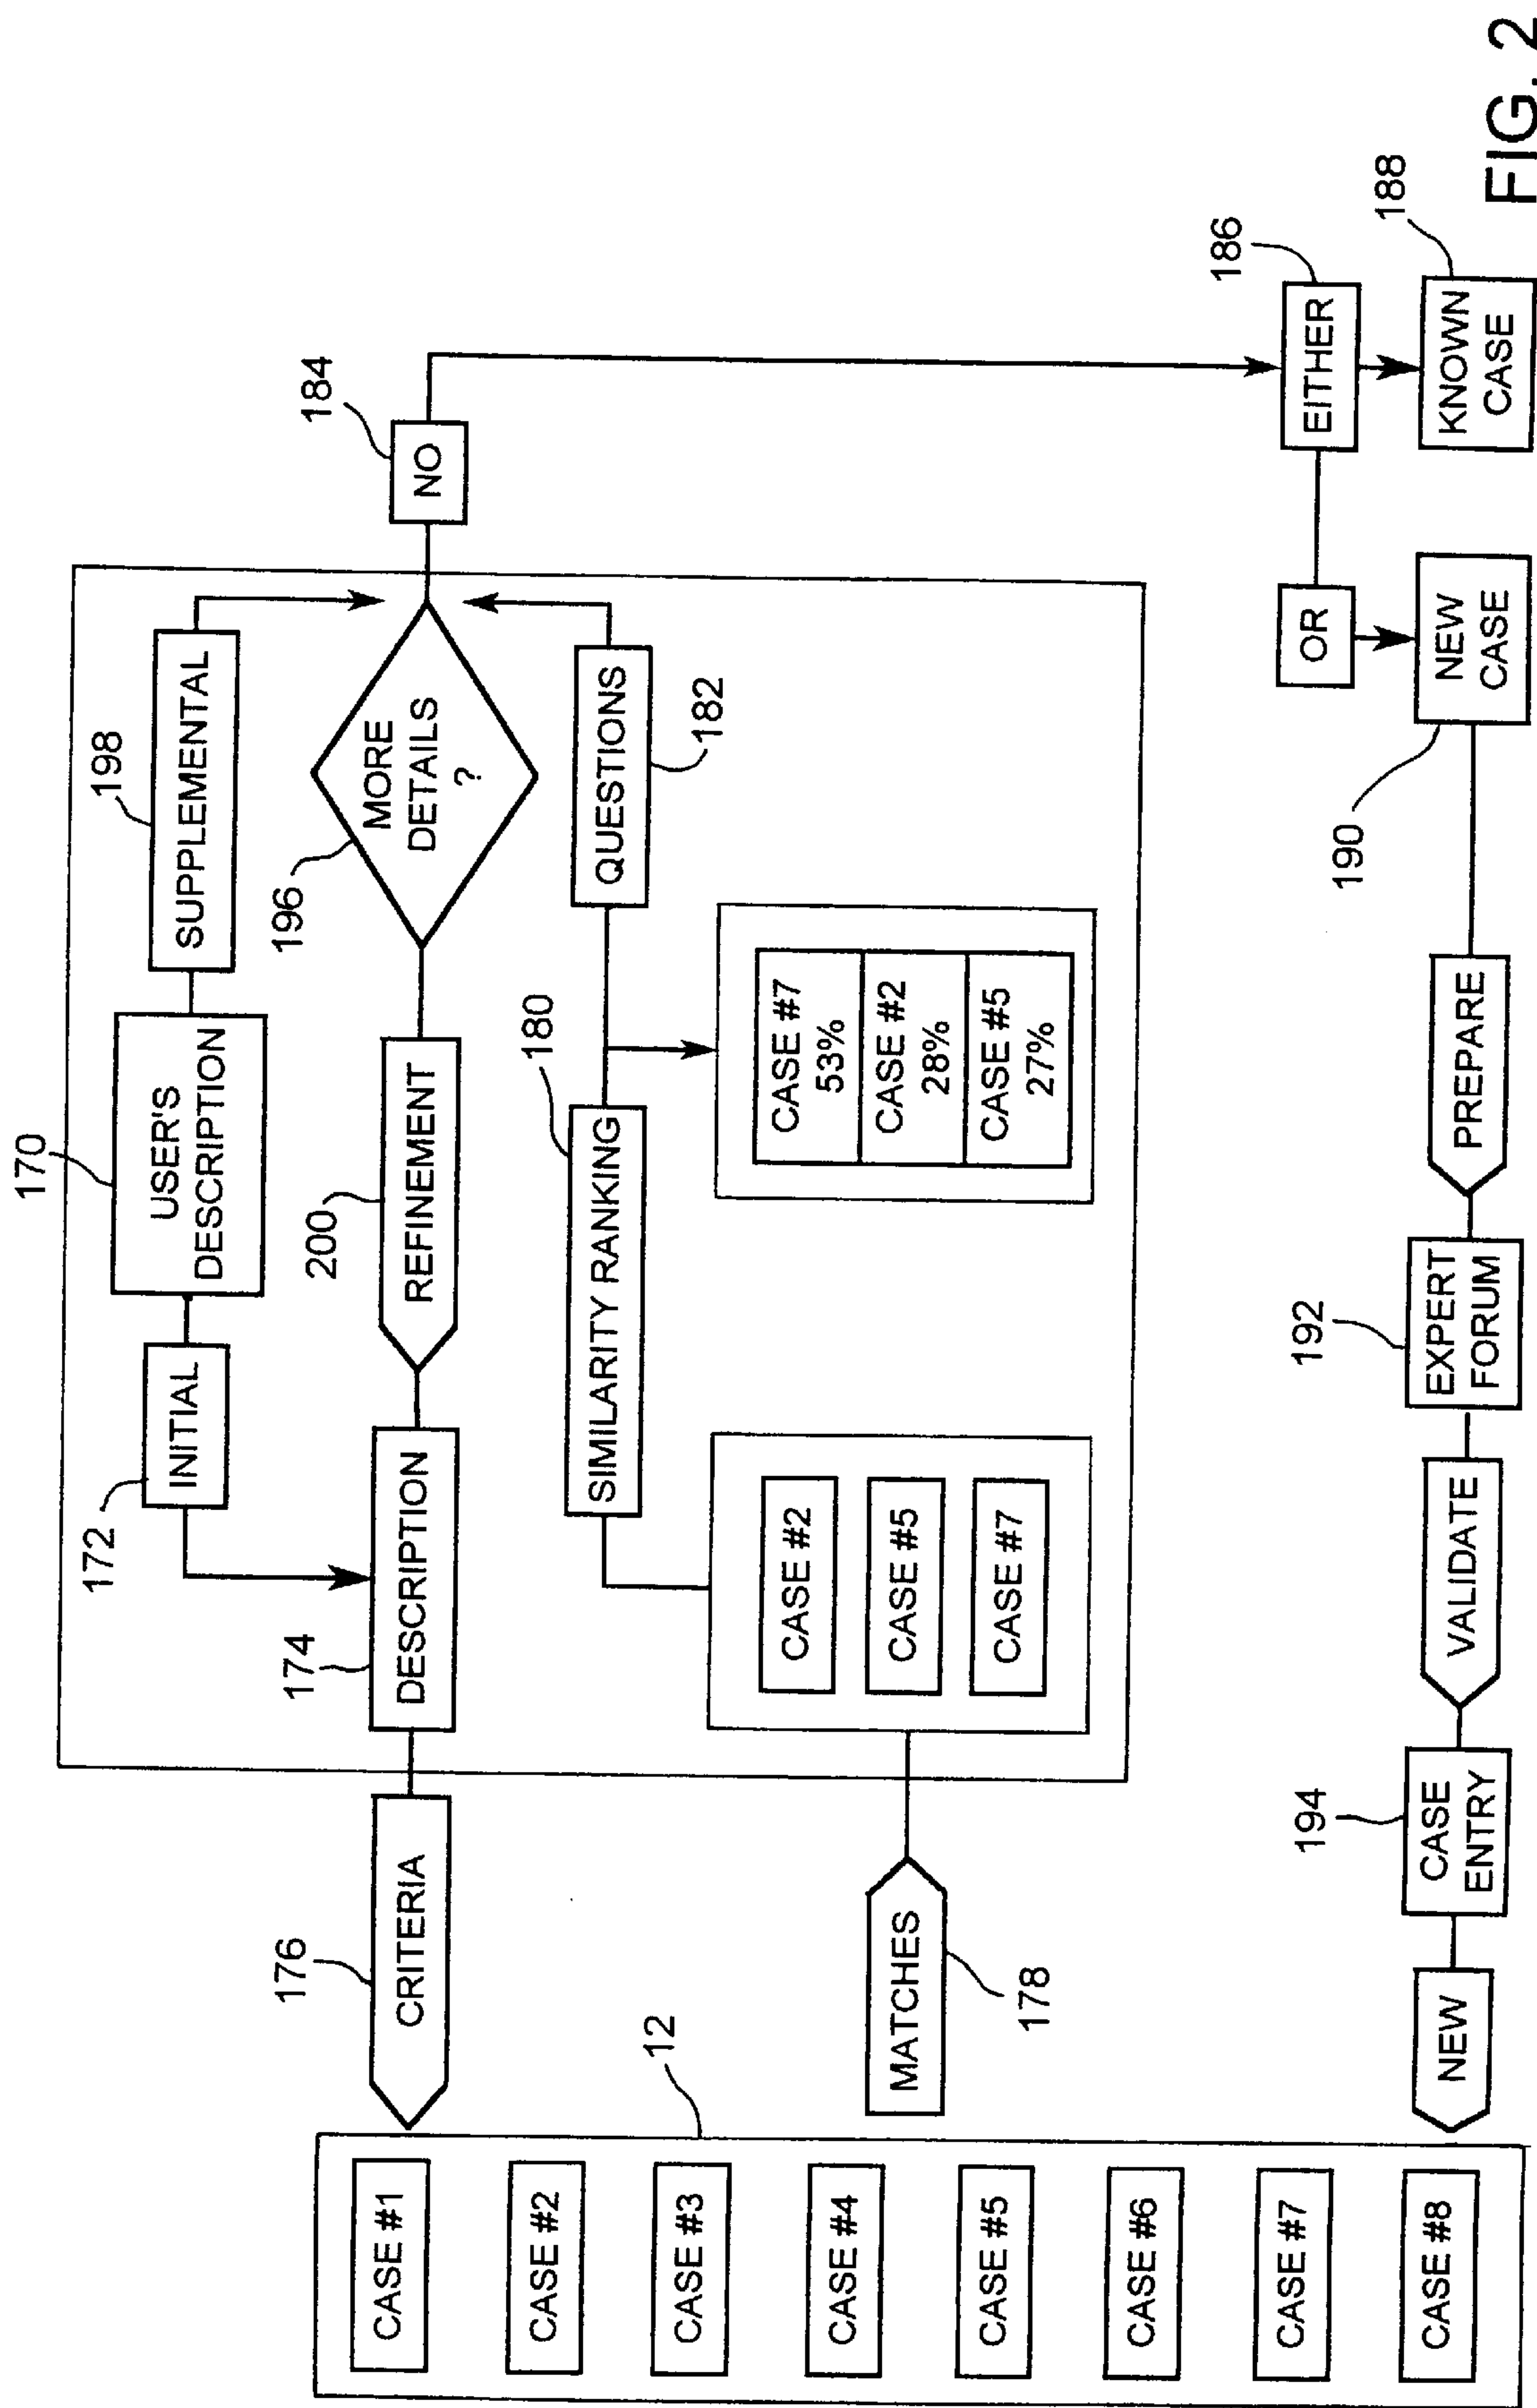 170
USER'S
DESCRIPTION
172
INITIAL
198
SUPPLEMENTAL
184
NO
174
DESCRIPTION
200
REFINEMENT
196
MORE
DETAILS
?
176
CRITERIA
180
SIMILARITY RANKING
QUESTIONS
182
12
CASE #1
CASE #2
CASE #3
CASE #4
CASE #5
CASE #6
CASE #7
CASE #8
MATCHES
178
CASE #2
CASE #5
CASE #7
CASE #7
53%
CASE #2
28%
CASE #5
27%
186
EITHER
188
KNOWN
CASE
OR
190
NEW
CASE
PREPARE
192
EXPERT
FORUM
VALIDATE
194
CASE
ENTRY
NEW
FIG. 2